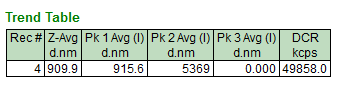 Trend Table
Rec # Z-Avg Pk 1 Avg (I) Pk 2 Avg (I) Pk 3 Avg (I) DCR
d.nm d.nm d.nm d.nm kcps
4 909.9 915.6 5369 0.000 49858.0